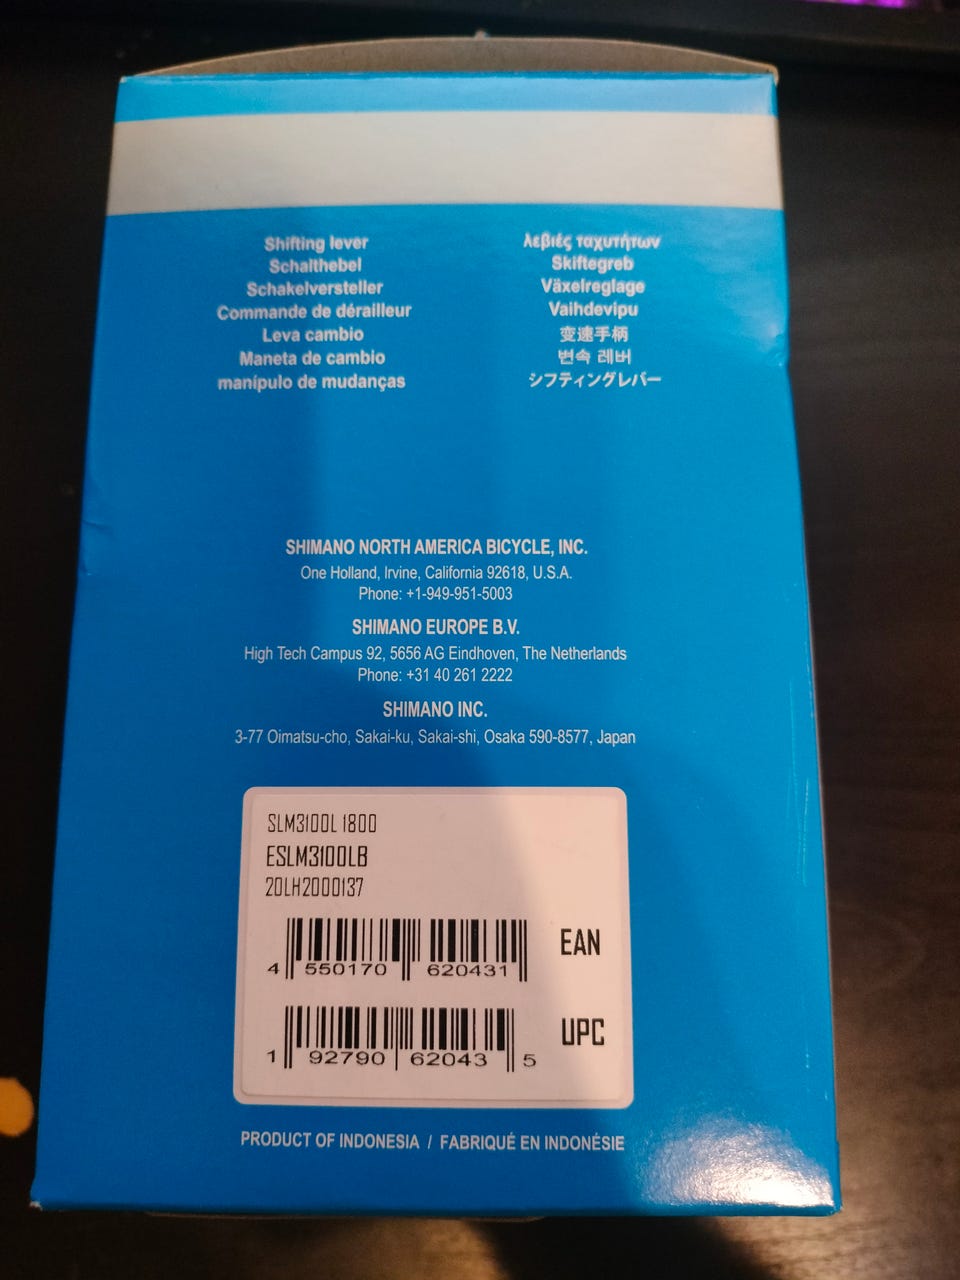 Shifting lever
Schalthebel
Schakelversteller
Commande de dérailleur
Leva cambio
Maneta de cambio
manípulo de mudanças
λεβιές ταχυτήτων
Skiftegreb
Växelreglage
Vaihdevipu
变速手柄
변속 레버
シフティングレバー
SHIMANO NORTH AMERICA BICYCLE, INC.
One Holland, Irvine, California 92618, U.S.A.
Phone: +1-949-951-5003
SHIMANO EUROPE B.V.
High Tech Campus 92, 5656 AG Eindhoven, The Netherlands
Phone: +31 40 261 2222
SHIMANO INC.
3-77 Oimatsu-cho, Sakai-ku, Sakai-shi, Osaka 590-8577, Japan
SLM3100L 1800
ESLM3100LB
20LH2000137
4 550170 620431 EAN
1 92790 62043 5 UPC
PRODUCT OF INDONESIA / FABRIQUÉ EN INDONÉSIE